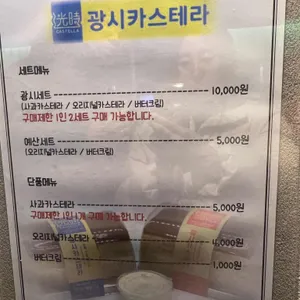 光時
CASTELLA
광시카스테라
세트메뉴
광시세트 ---------- 10,000원
(사과카스테라 / 오리지널카스테라 / 버터크림)
구매제한 1인 2세트 구매 가능합니다.
예산세트 ---------- 5,000원
(오리지널카스테라 / 버터크림)
단품메뉴
사과카스테라 ---------- 5,000원
구매제한 1인 1개 구매 가능합니다.
오리지널카스테라 ---------- 4,000원
버터크림 ---------- 1,000원